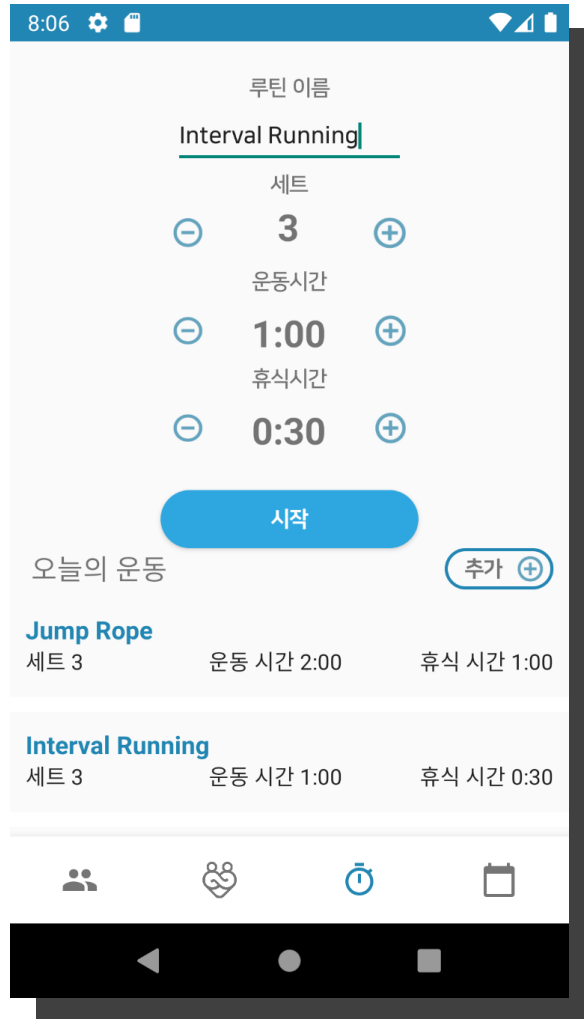 8:06
루틴 이름
Interval Running
세트
3
운동시간
1:00
휴식시간
0:30
시작
오늘의 운동 추가
Jump Rope
세트 3 운동 시간 2:00 휴식 시간 1:00
Interval Running
세트 3 운동 시간 1:00 휴식 시간 0:30